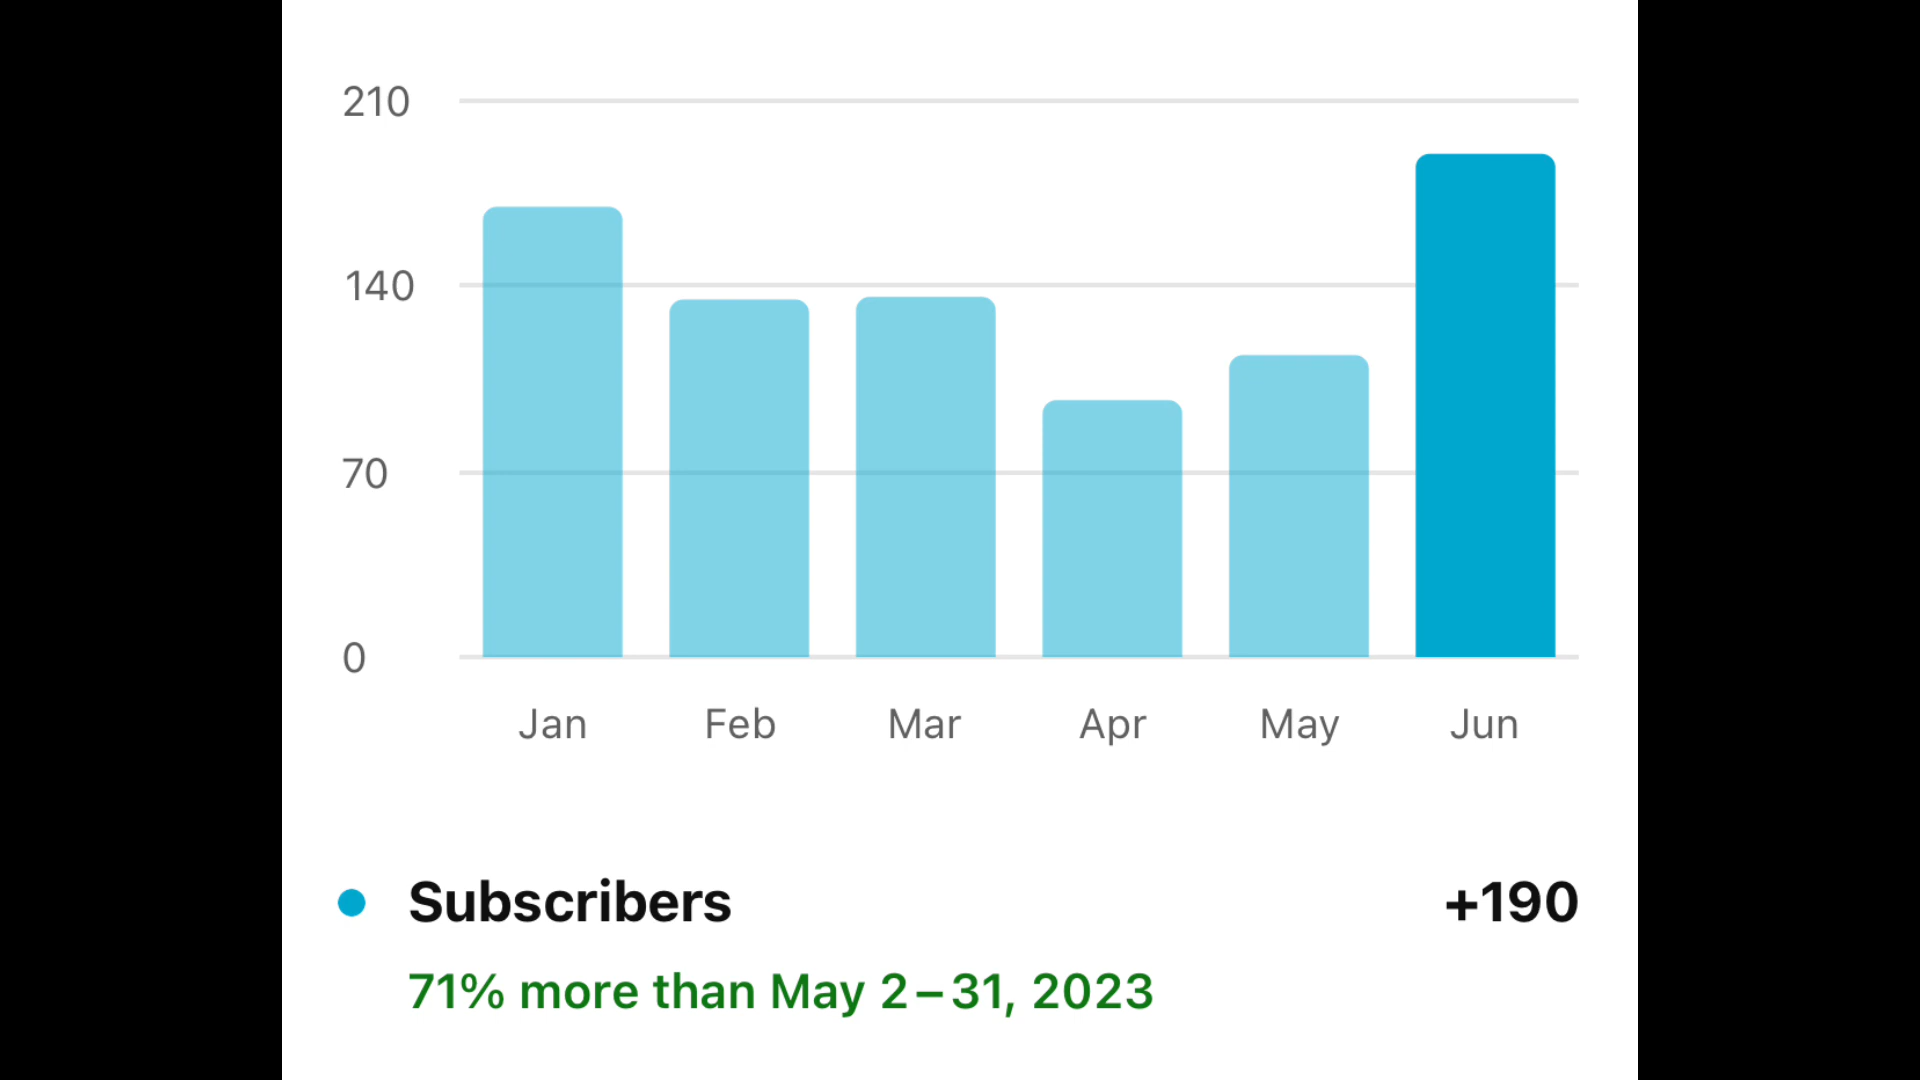 210
140
70
0
Jan Feb Mar Apr May Jun
Subscribers +190
71% more than May 2–31, 2023